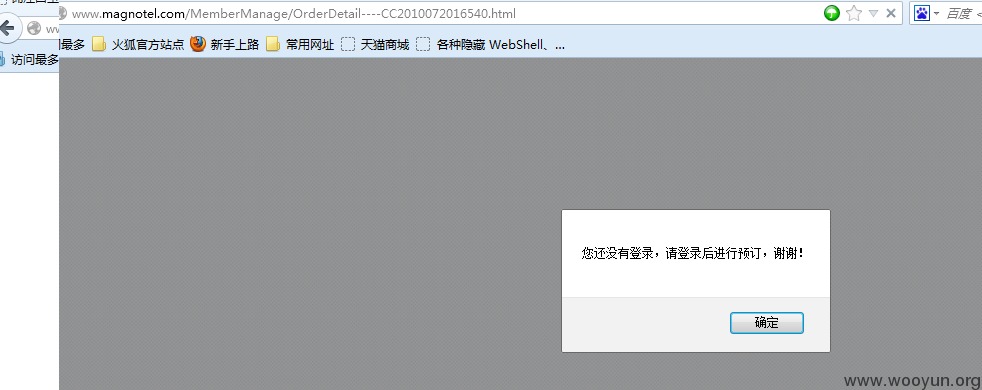 www.magnotel.com/MemberManage/OrderDetail----CC2010072016540.html
百度
最多 火狐官方站点 新手上路 常用网址 天猫商城 各种隐藏 WebShell、...
访问最多
您还没有登录，请登录后进行预订，谢谢！
确定
www.wooyun.org